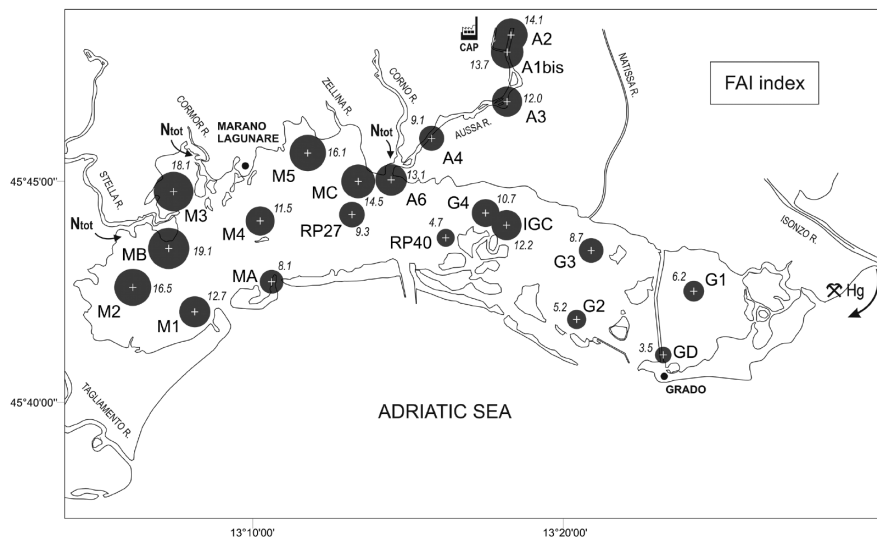 14.1
A2
CAP
13.7
A1bis
NATISSA R.
FAI index
ZELLINA R.
CORNO R.
12.0
A3
9.1
AUSSA R.
CORMOR R.
Ntot
MARANO
LAGUNARE
Ntot
A4
16.1
M5
18.1
45°45'00"
STELLA R.
MC
13.1
A6
14.5
M3
11.5
M4
RP27
9.3
G4
10.7
IGC
12.2
4.7
RP40
ISONZO R.
Ntot
MB
19.1
8.7
G3
MA
8.1
6.2
G1
Hg
M2
16.5
12.7
M1
5.2
G2
3.5
GD
GRADO
45°40'00"
TAGLIAMENTO R.
ADRIATIC SEA
13°10'00"
13°20'00"